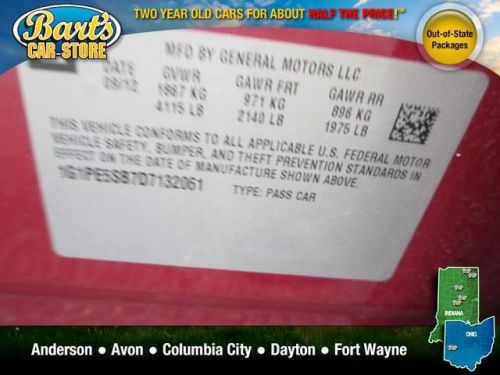 Bart's
CAR-STORE
TWO YEAR OLD CARS FOR ABOUT HALF THE PRICE!™
Out-of-State
Packages
MFD BY GENERAL MOTORS LLC
DATE GVWR GAWR FRT GAWR RR
09/12 1867 KG 971 KG 896 KG
4115 LB 2140 LB 1975 LB
THIS VEHICLE CONFORMS TO ALL APPLICABLE U.S. FEDERAL MOTOR
VEHICLE SAFETY, BUMPER, AND THEFT PREVENTION STANDARDS
IN EFFECT ON THE DATE OF MANUFACTURE SHOWN ABOVE.
1G1PE5SB7D7132061
TYPE: PASS CAR
INDIANA
OHIO
Anderson ~ Avon ~ Columbia City ~ Dayton ~ Fort Wayne